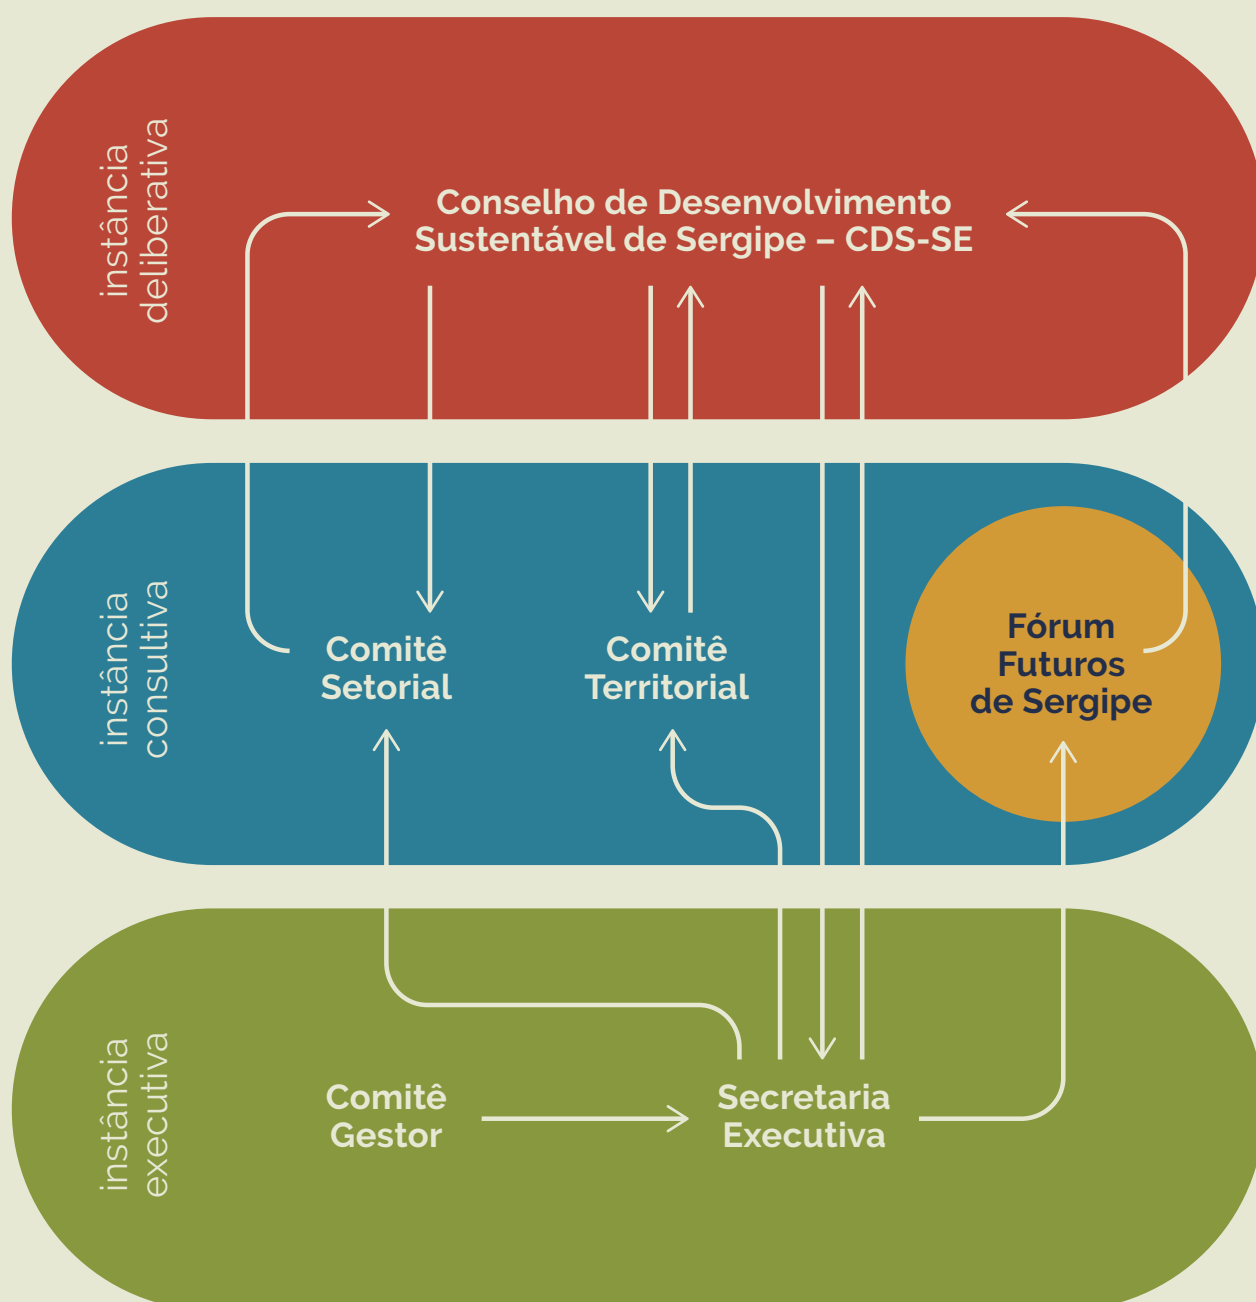 instância
deliberativa
Conselho de Desenvolvimento
Sustentável de Sergipe – CDS-SE
instância
consultiva
Comitê
Setorial
Comitê
Territorial
Fórum
Futuros
de Sergipe
instância
executiva
Comitê
Gestor
Secretaria
Executiva